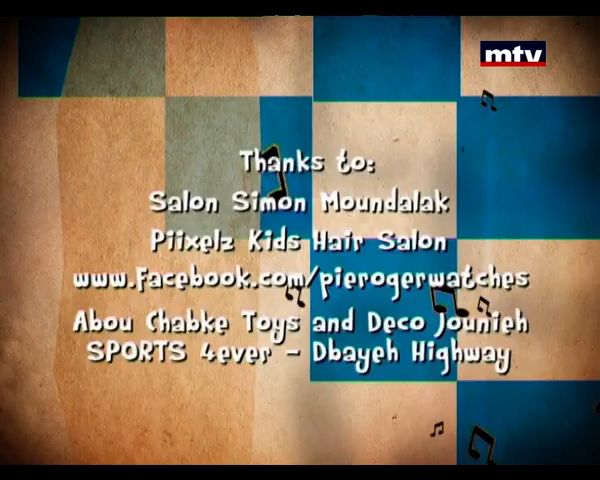 mtv
Thanks to:
Salon Simon Moundalak
Piixelz Kids Hair Salon
www.facebook.com/pierogerwatches
Abou Chabke Toys and Deco Jounieh
SPORTS 4ever - Dbayeh Highway